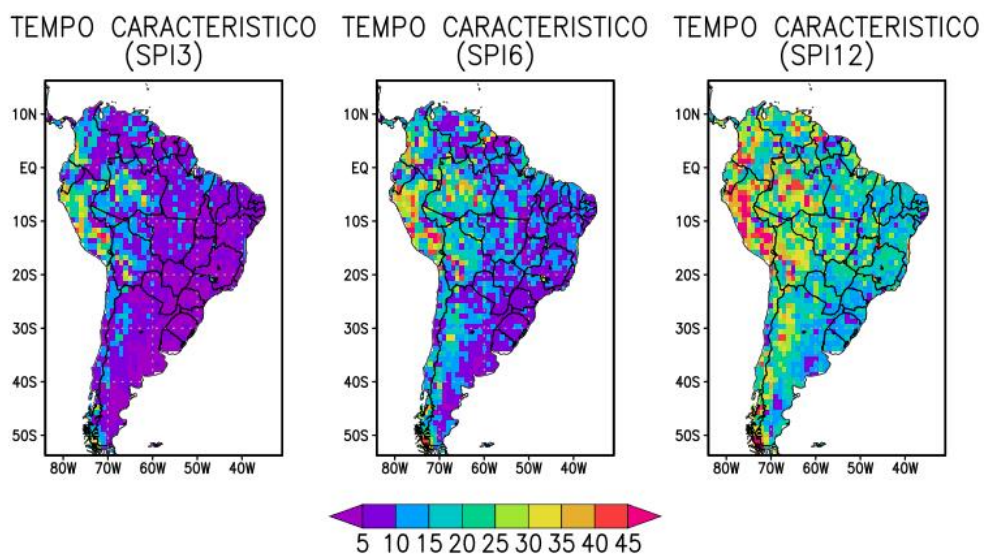 TEMPO CARACTERISTICO
(SPI3)
TEMPO CARACTERISTICO
(SPI6)
TEMPO CARACTERISTICO
(SPI12)
10N
EQ
10S
20S
30S
40S
50S
80W 70W 60W 50W 40W
10N
EQ
10S
20S
30S
40S
50S
80W 70W 60W 50W 40W
10N
EQ
10S
20S
30S
40S
50S
80W 70W 60W 50W 40W
5 10 15 20 25 30 35 40 45